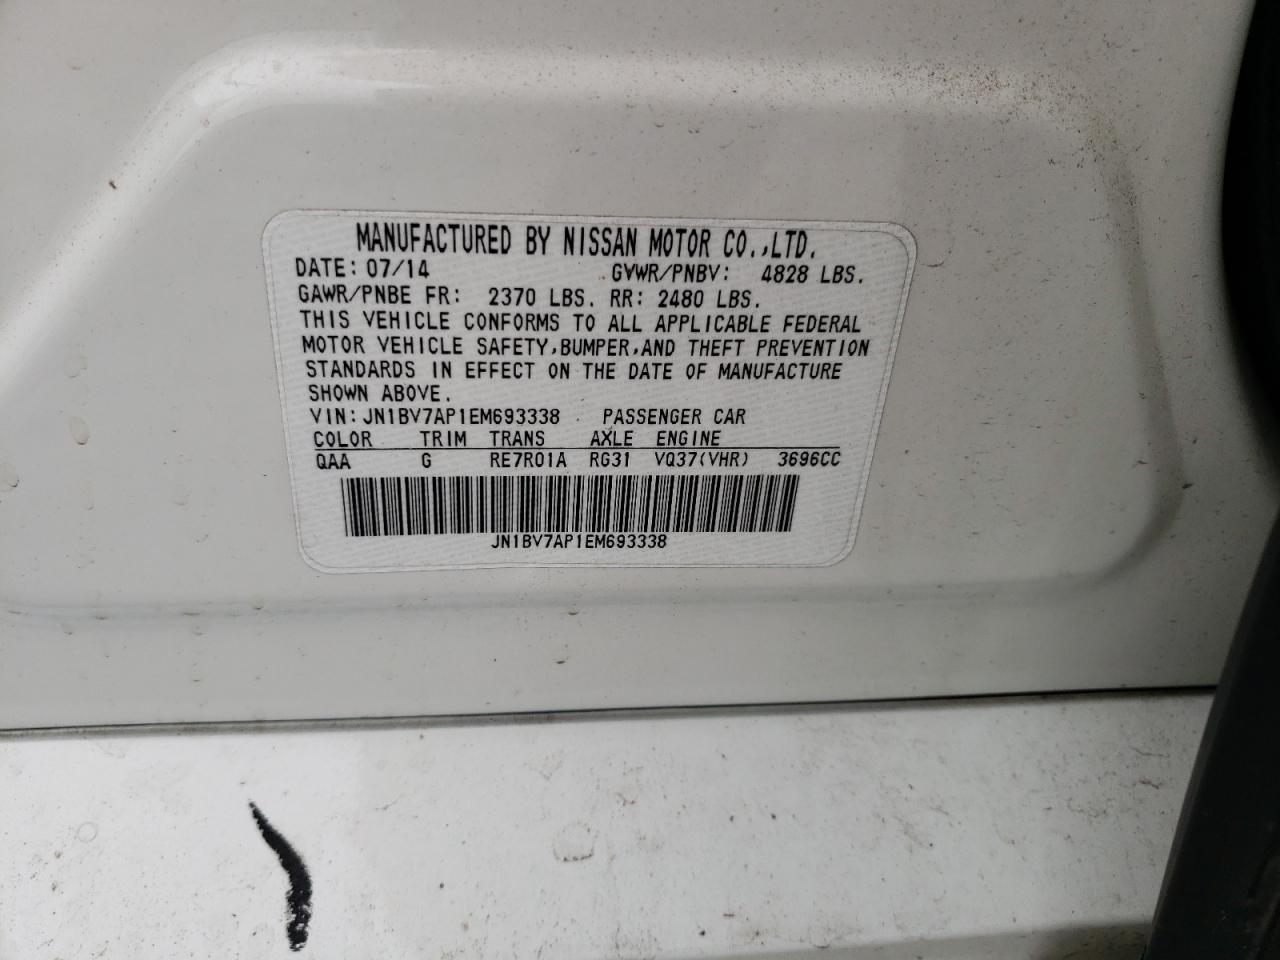 MANUFACTURED BY NISSAN MOTOR CO.,LTD.
DATE: 07/14 GVWR/PNBV: 4828 LBS.
GAWR/PNBE FR: 2370 LBS. RR: 2480 LBS.
THIS VEHICLE CONFORMS TO ALL APPLICABLE FEDERAL
MOTOR VEHICLE SAFETY,BUMPER,AND THEFT PREVENTION
STANDARDS IN EFFECT ON THE DATE OF MANUFACTURE
SHOWN ABOVE.
VIN: JN1BV7AP1EM693338 PASSENGER CAR
COLOR TRIM TRANS AXLE ENGINE
QAA G RE7R01A RG31 VQ37(VHR) 3696CC
JN1BV7AP1EM693338